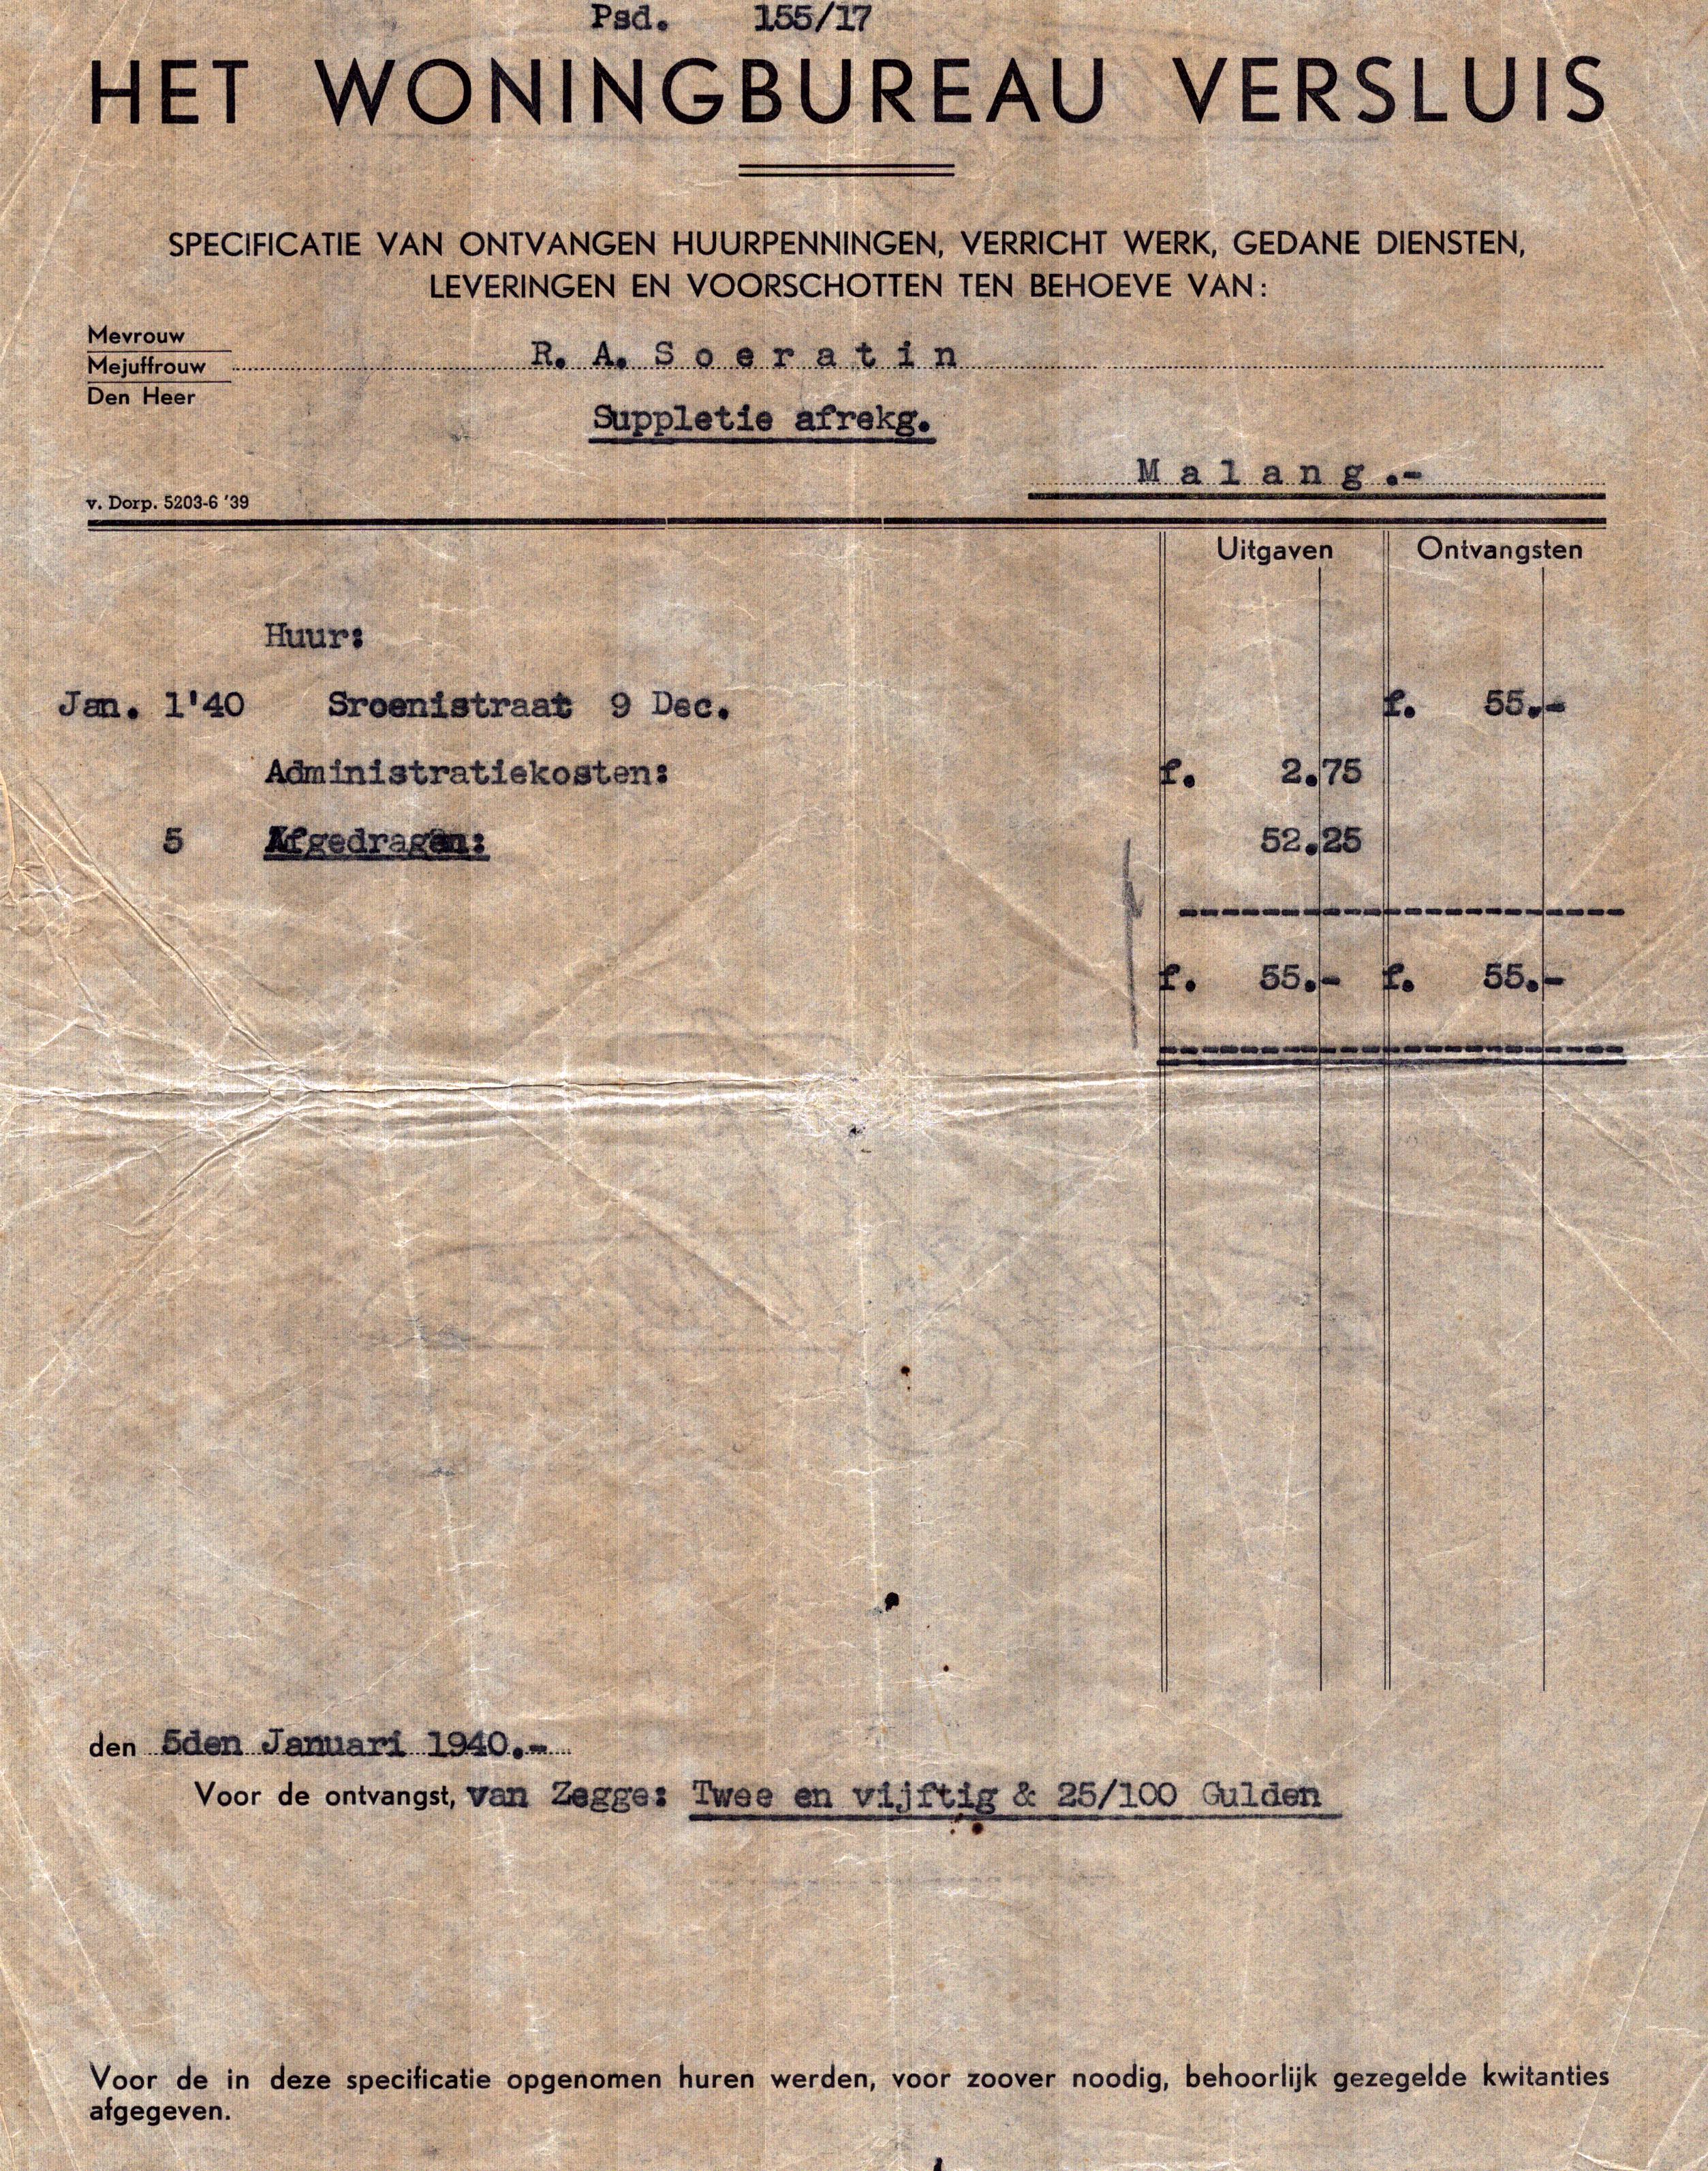 Psd. 155/17
HET WONINGBUREAU VERSLUIS
SPECIFICATIE VAN ONTVANGEN HUURPENNINGEN, VERRICHT WERK, GEDANE DIENSTEN,
LEVERINGEN EN VOORSCHOTTEN TEN BEHOEVE VAN:
Mevrouw
Mejuffrouw R. A. Soeratin
Den Heer
Suppletie afrekg.
Malang.-
v. Dorp. 5203-6 '39
Uitgaven Ontvangsten
Huur:
Jan. 1'40 Sroenistraat 9 Dec. f. 55.-
Administratiekosten: f. 2.75
5 Afgedragen: 52.25
f. 55.- f. 55.-
den 5den Januari 1940.-
Voor de ontvangst, van Zegge: Twee en vijftig & 25/100 Gulden
Voor de in deze specificatie opgenomen huren werden, voor zoover noodig, behoorlijk gezegelde kwitanties
afgegeven.